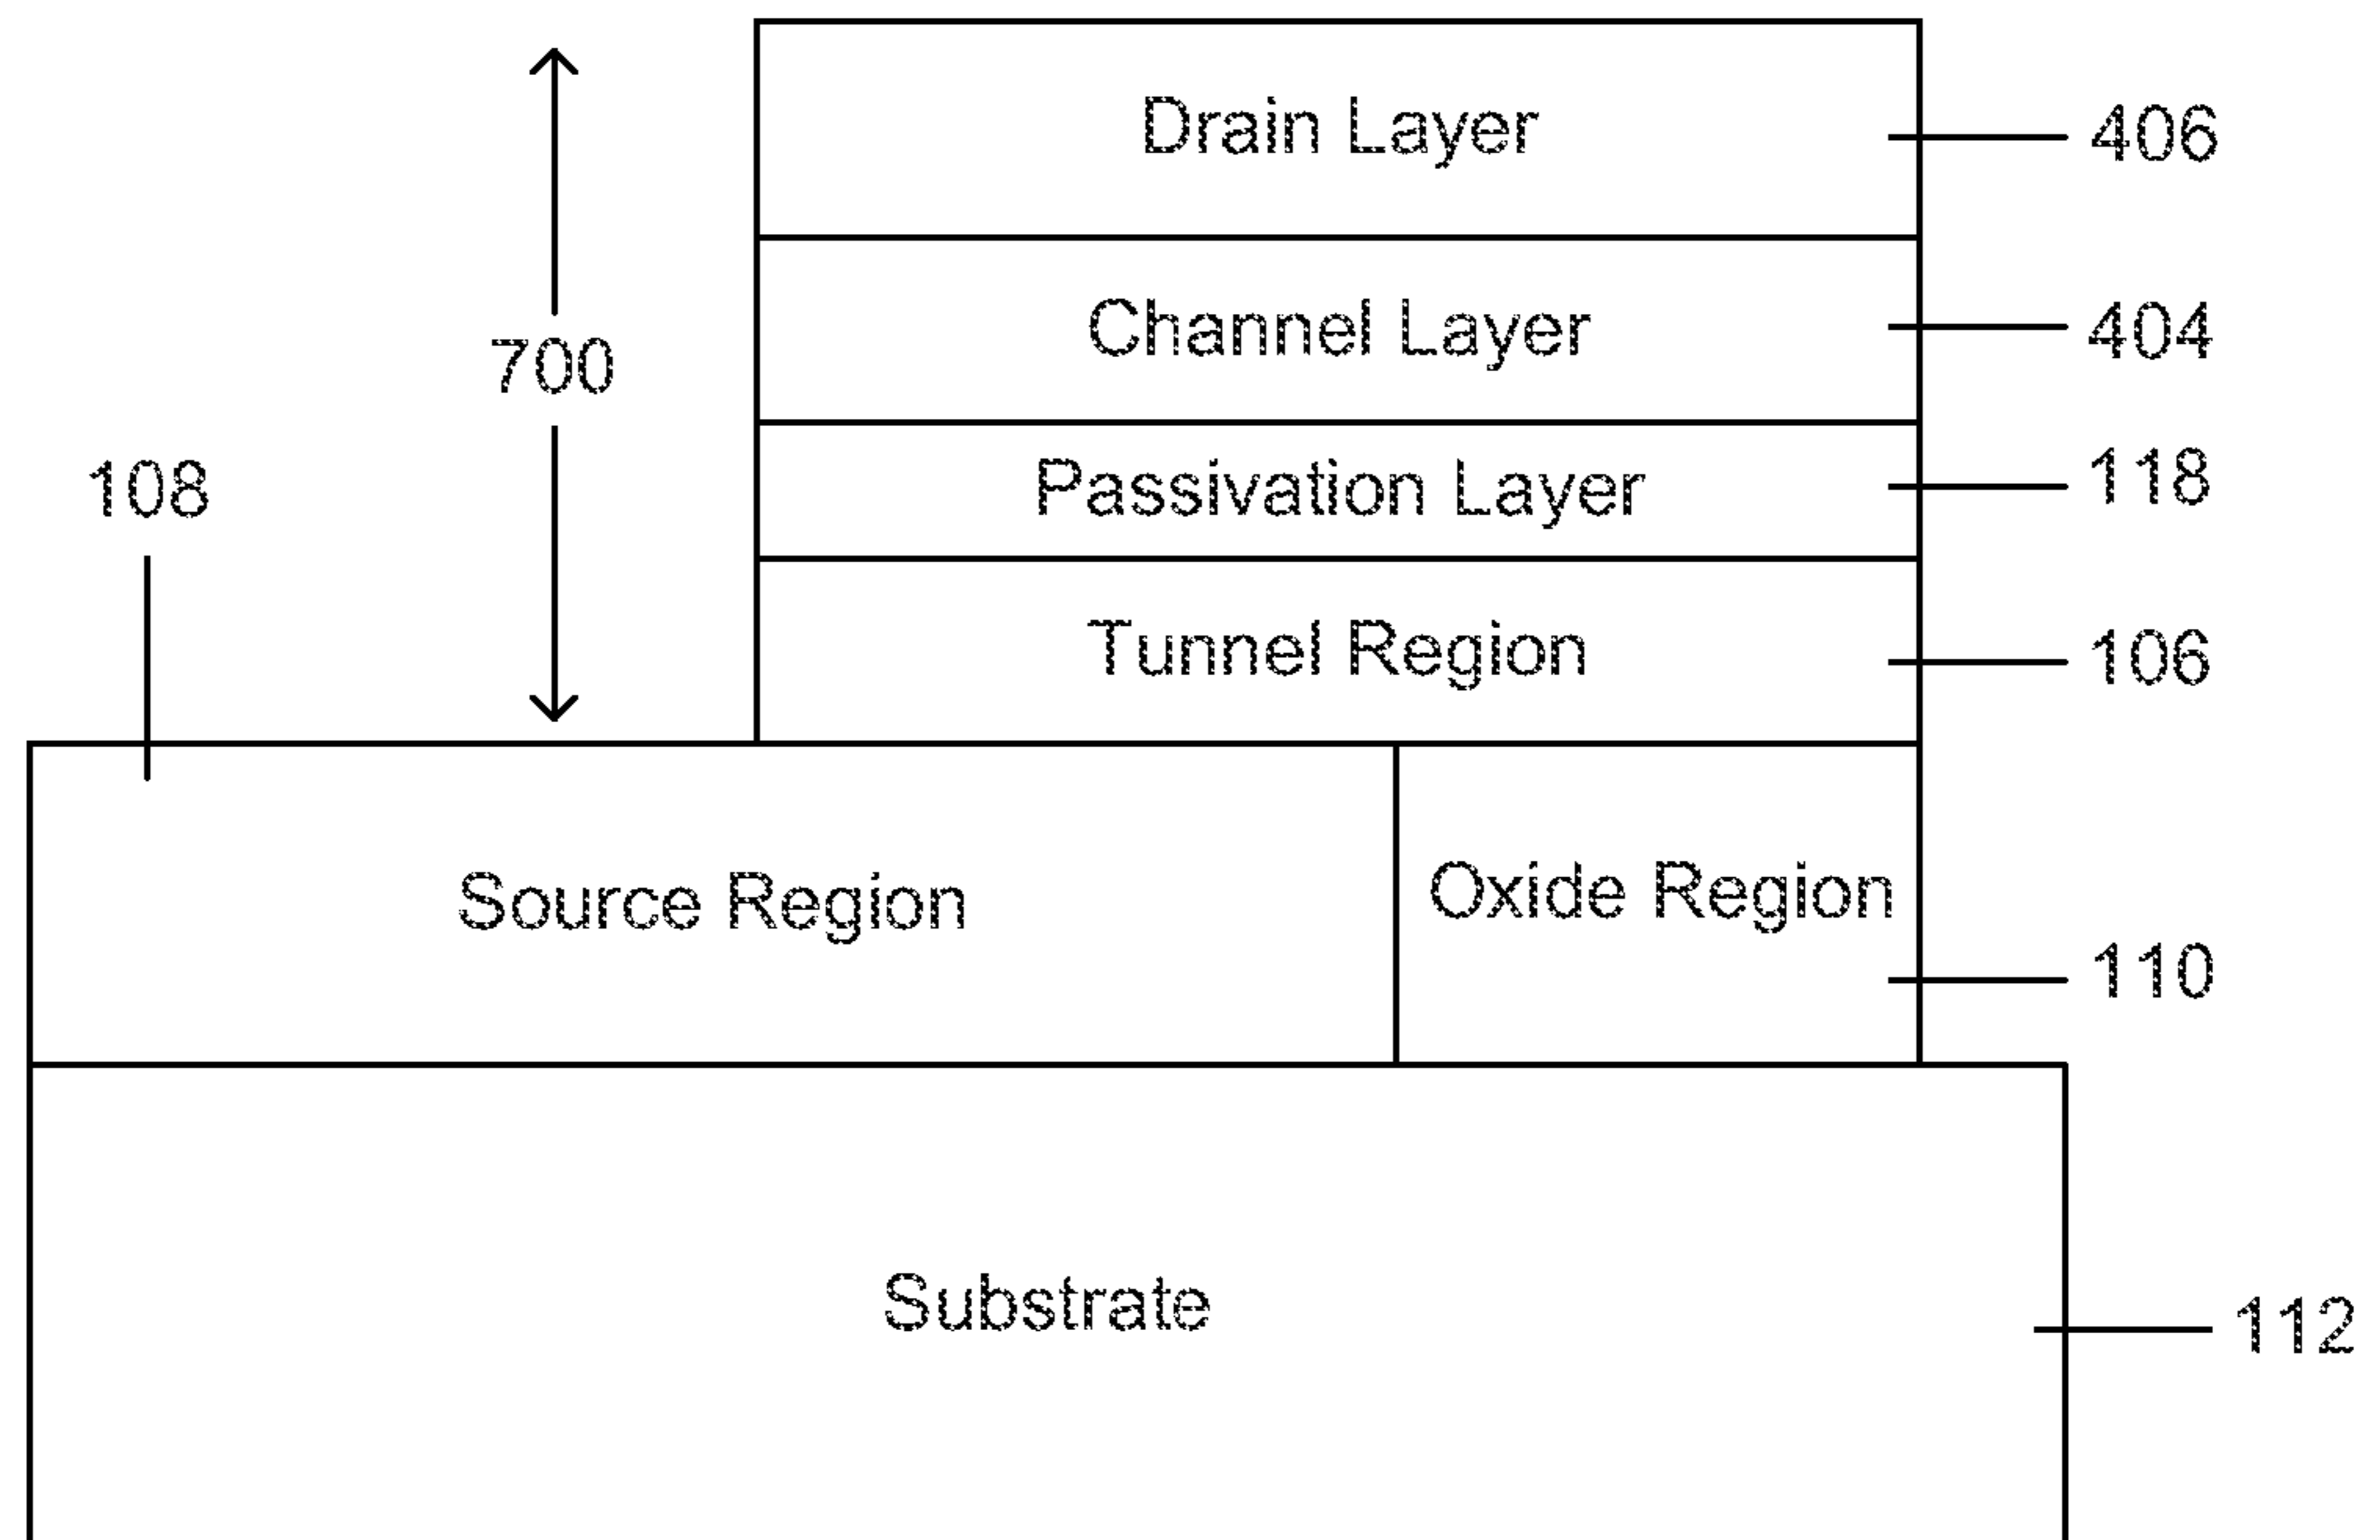 Drain Layer
406
Channel Layer
404
700
Passivation Layer
118
108
Tunnel Region
106
Source Region
Oxide Region
110
Substrate
112